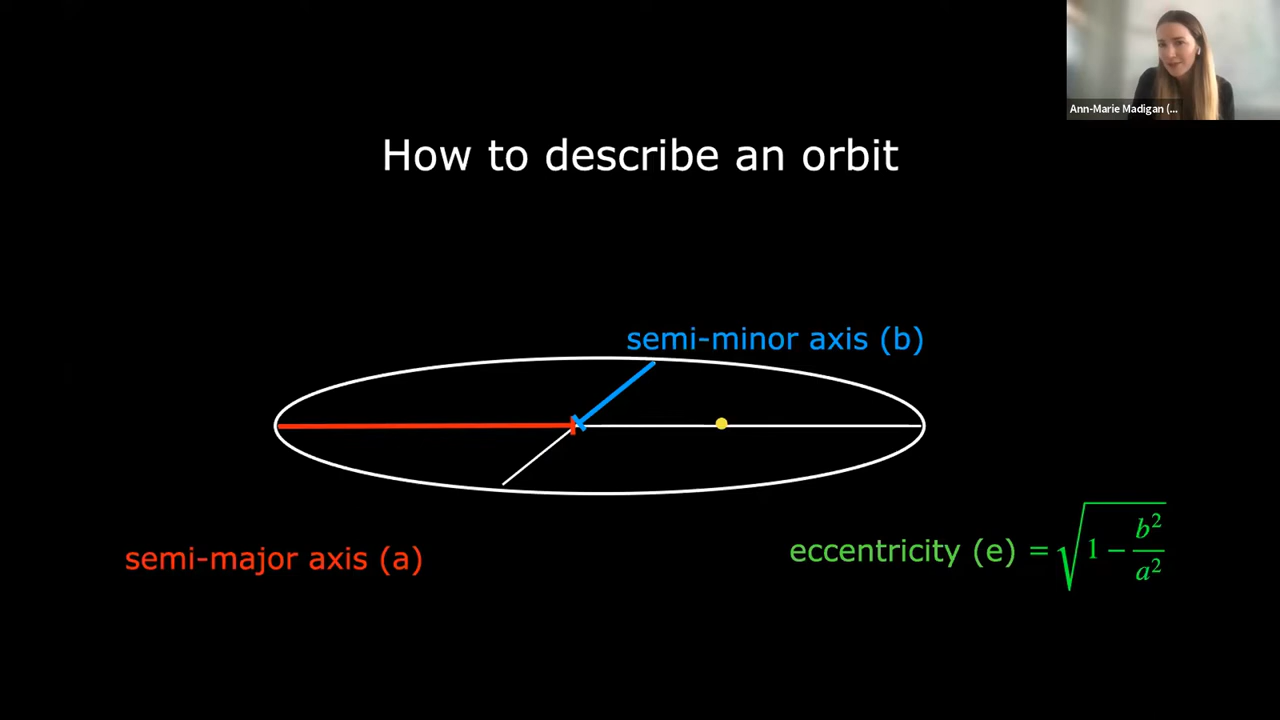 Ann-Marie Madigan (...
How to describe an orbit
semi-minor axis (b)
semi-major axis (a)
eccentricity (e) = √(1 − b²/a²)